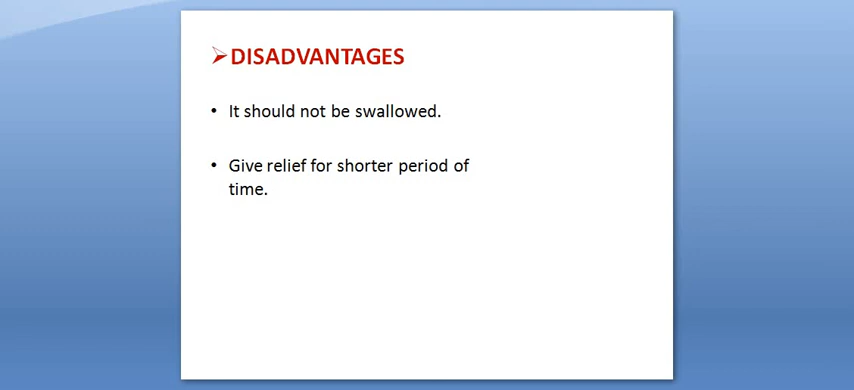 ➢DISADVANTAGES
• It should not be swallowed.
• Give relief for shorter period of
time.